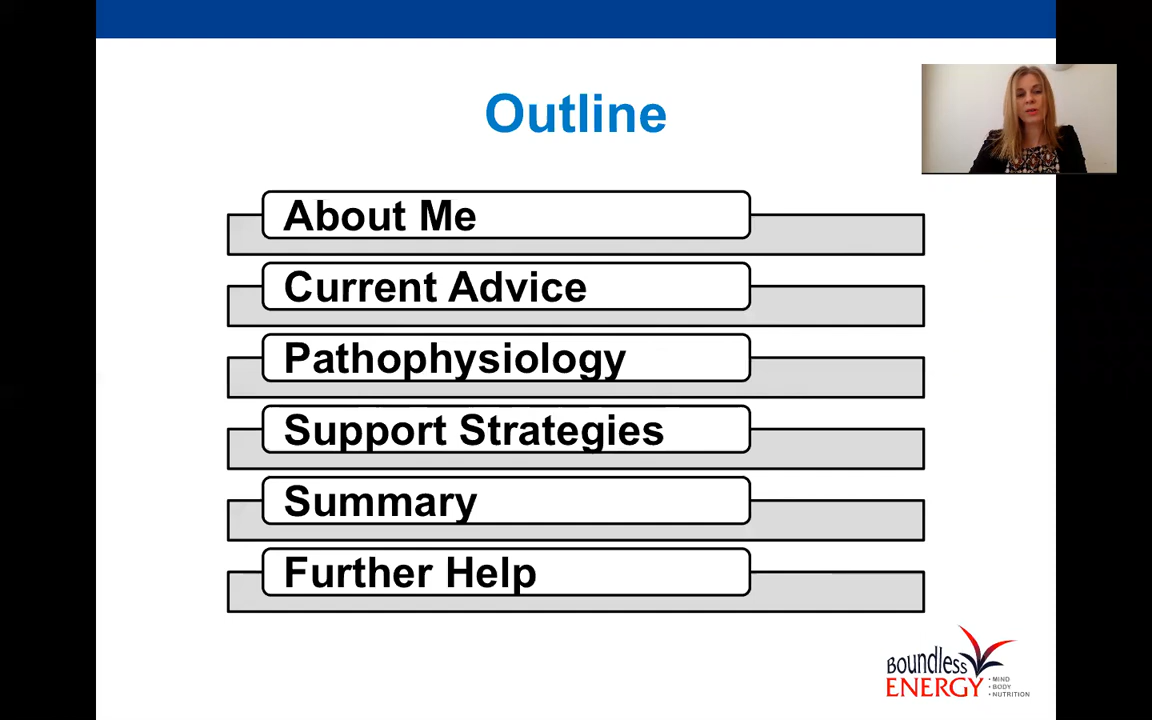 Outline
About Me
Current Advice
Pathophysiology
Support Strategies
Summary
Further Help
Boundless
ENERGY
• MIND
• BODY
• NUTRITION